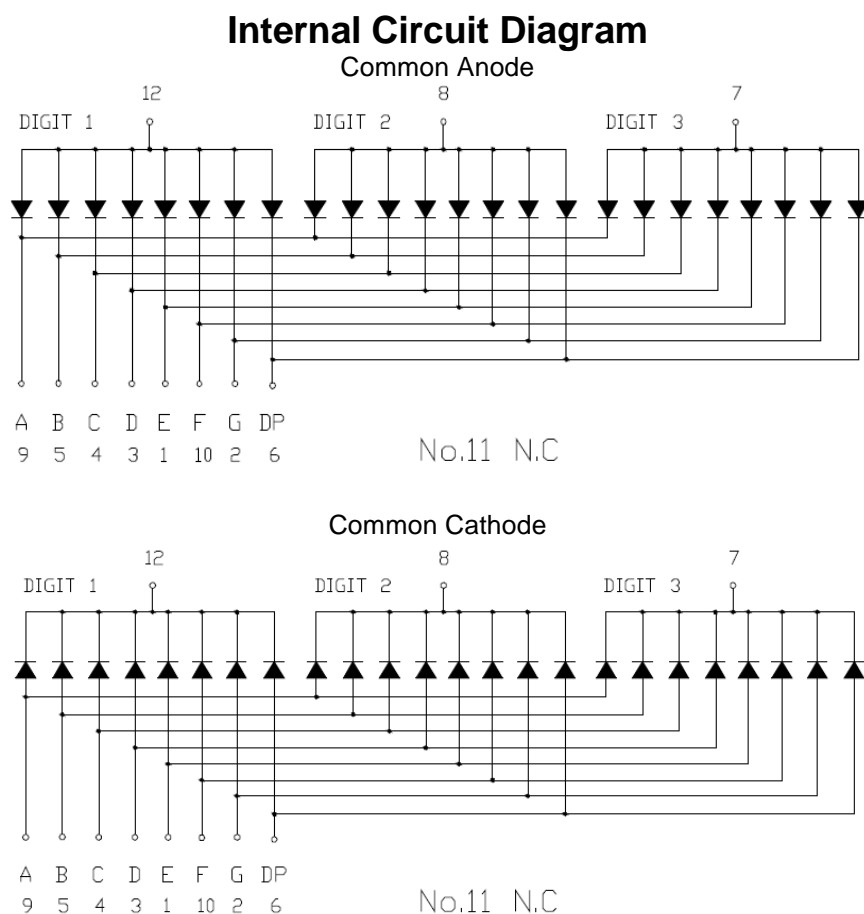 Internal Circuit Diagram
Common Anode
12 8 7
DIGIT 1 DIGIT 2 DIGIT 3
A B C D E F G DP
9 5 4 3 1 10 2 6
No.11 N.C
Common Cathode
12 8 7
DIGIT 1 DIGIT 2 DIGIT 3
A B C D E F G DP
9 5 4 3 1 10 2 6
No.11 N.C